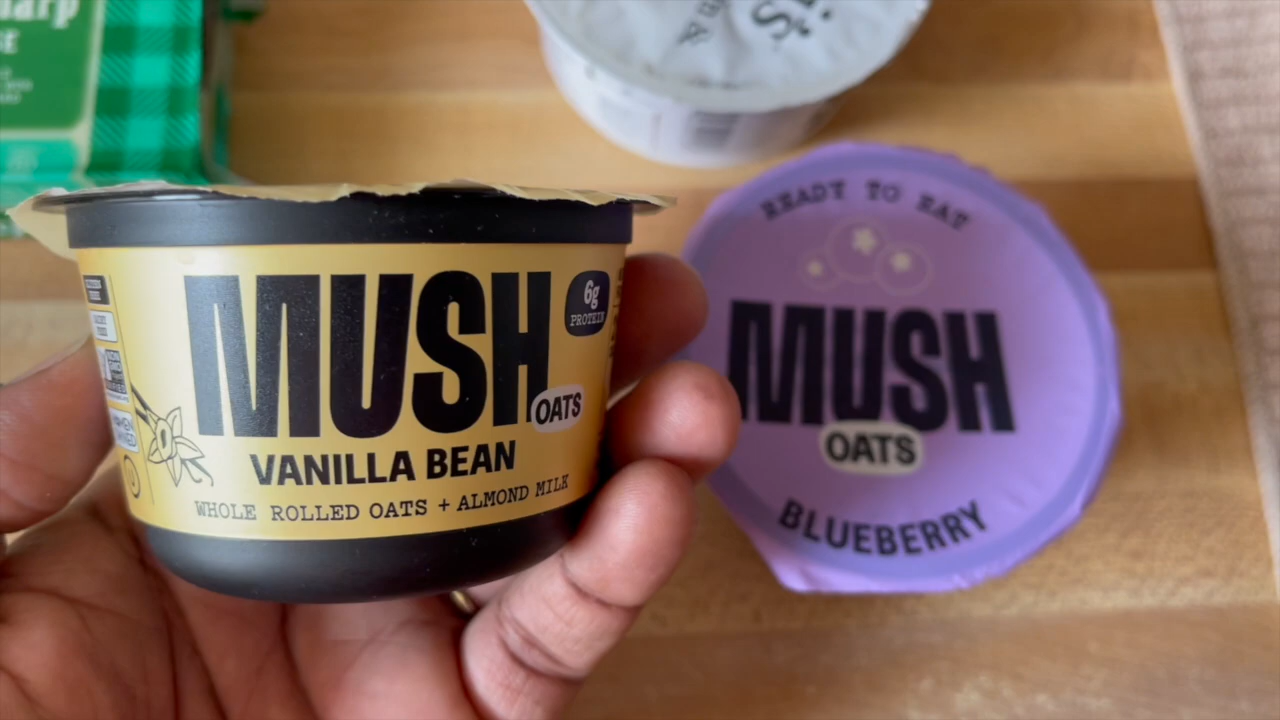 MUSH
6g
PROTEIN
OATS
VANILLA BEAN
WHOLE ROLLED OATS + ALMOND MILK
READY TO EAT
MUSH
OATS
BLUEBERRY